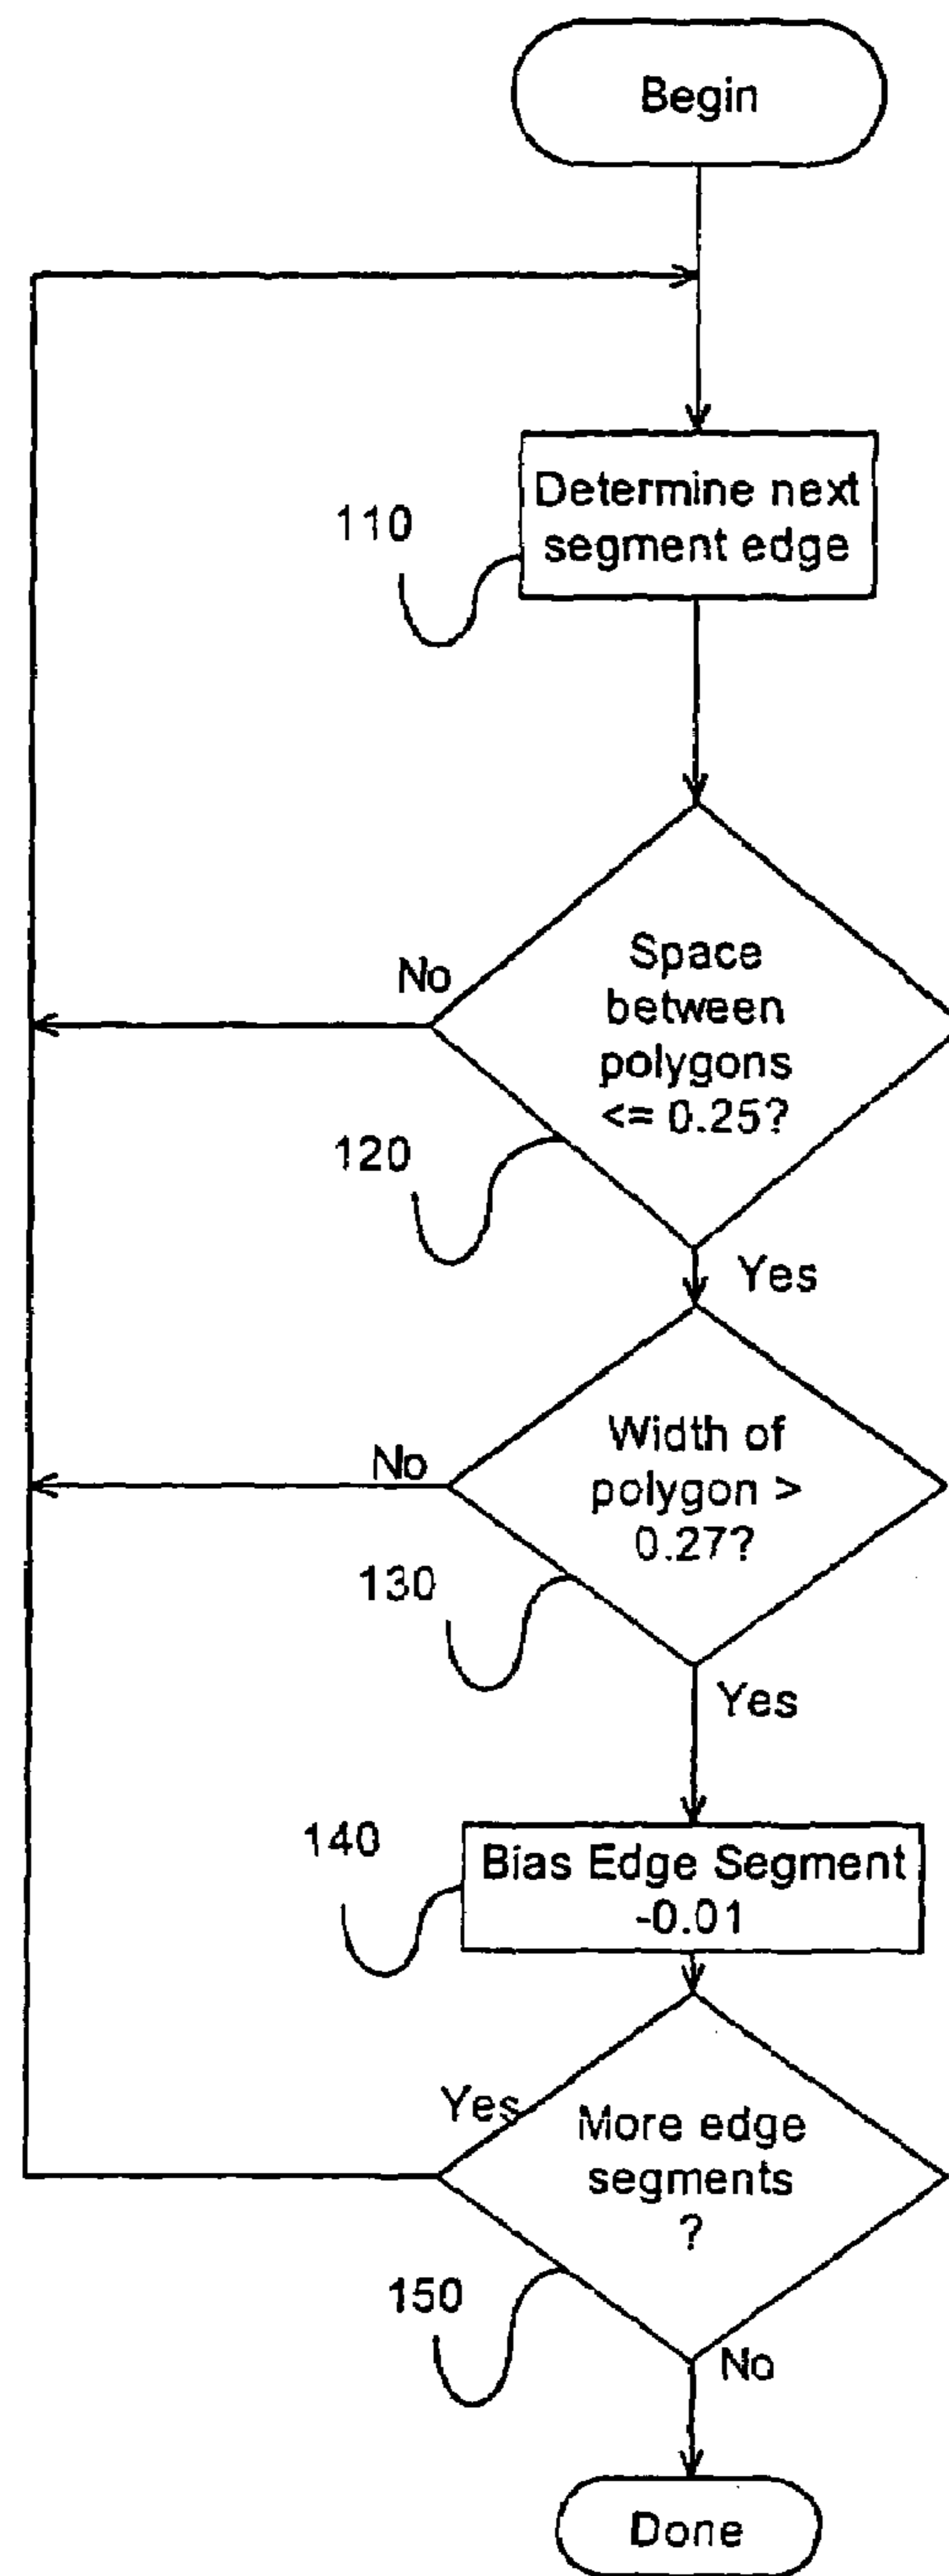 Begin
110
Determine next
segment edge
No
Space
between
polygons
<= 0.25?
120
Yes
No
Width of
polygon >
0.27?
130
Yes
140
Bias Edge Segment
-0.01
Yes
More edge
segments
?
150
No
Done